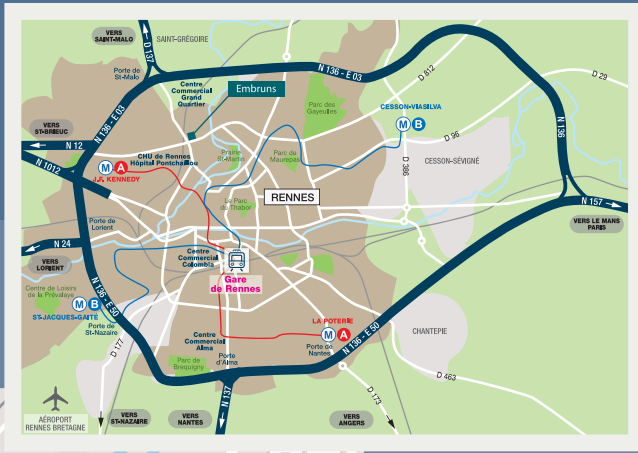 VERS
SAINT-MALO
D 137
SAINT-GRÉGOIRE
Porte de
St-Malo
N 136 - E 03
N 136 - E 03
Centre
Commercial
Grand
Quartier
Embruns
Parc des
Gayeulles
D 812
D 29
CESSON-VIASILVA
M B
D 96
D 386
CESSON-SÉVIGNÉ
N 136
VERS
ST-BRIEUC
N 12
N 1012
CHU de Rennes
Hôpital Pontchaillou
M A
J.F. KENNEDY
Prairie
St-Martin
Parc de
Maurepas
Le Parc
du Thabor
RENNES
N 157
VERS LE MANS
PARIS
Porte de
Lorient
N 24
VERS
LORIENT
Centre
Commercial
Colombia
Gare
de Rennes
Centre de Loisirs
de la Prévalaye
M B
ST-JACQUES-GAITÉ
Porte de
St-Nazaire
N 136 - E 50
D 177
LA POTERIE
M A
Porte de
Nantes
N 136 - E 50
CHANTEPIE
Centre
Commercial
Alma
Porte
d'Alma
Parc de
Brequigny
D 463
N 137
D 173
AÉROPORT
RENNES BRETAGNE
VERS
ST-NAZAIRE
VERS
NANTES
VERS
ANGERS